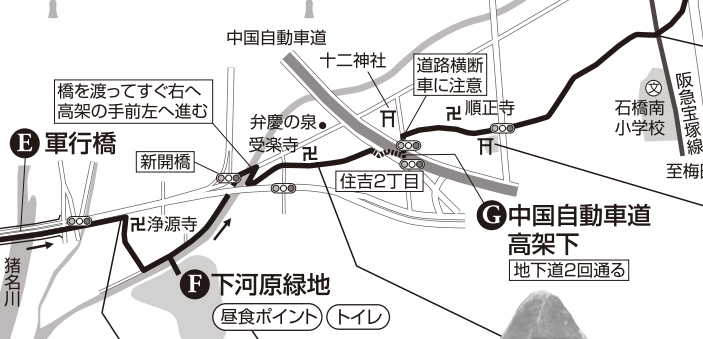 中国自動車道
十二神社
道路横断
車に注意
橋を渡ってすぐ右へ
高架の手前左へ進む
弁慶の泉
受楽寺
卍
卍 順正寺
文
石橋南
小学校
阪急宝塚線
至梅田
E 軍行橋
新開橋
住吉2丁目
G 中国自動車道
高架下
地下道2回通る
卍 浄源寺
猪名川
F 下河原緑地
昼食ポイント
トイレ